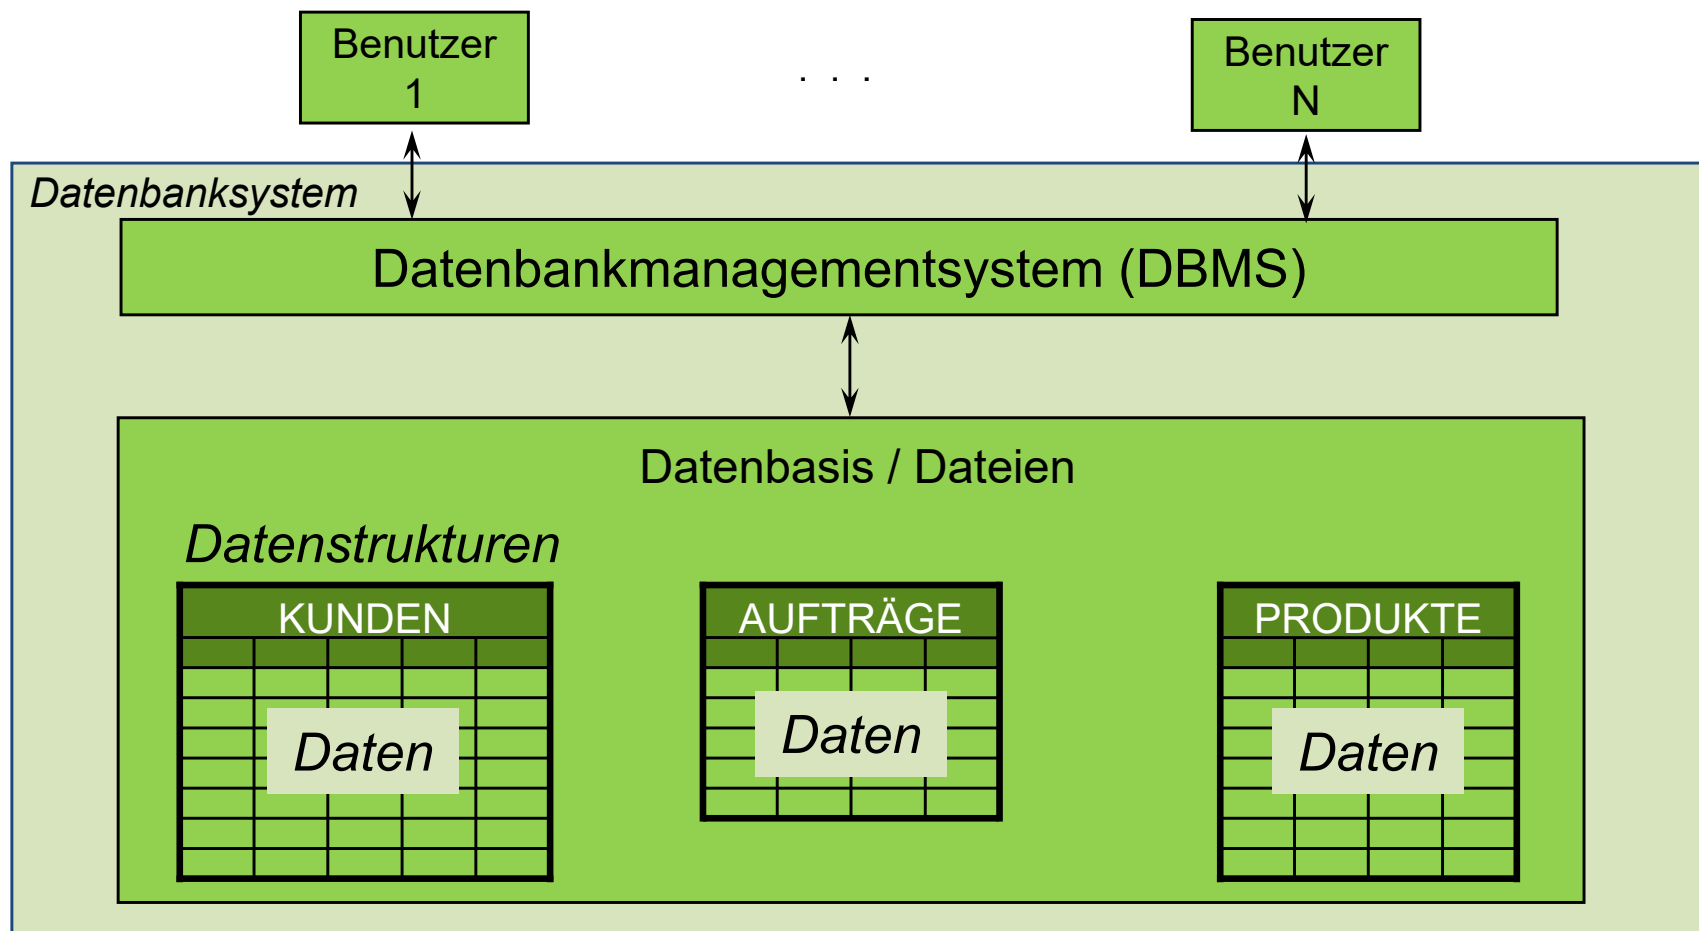 Benutzer
1
. . .
Benutzer
N
Datenbanksystem
Datenbankmanagementsystem (DBMS)
Datenbasis / Dateien
Datenstrukturen
KUNDEN
AUFTRÄGE
PRODUKTE
Daten
Daten
Daten